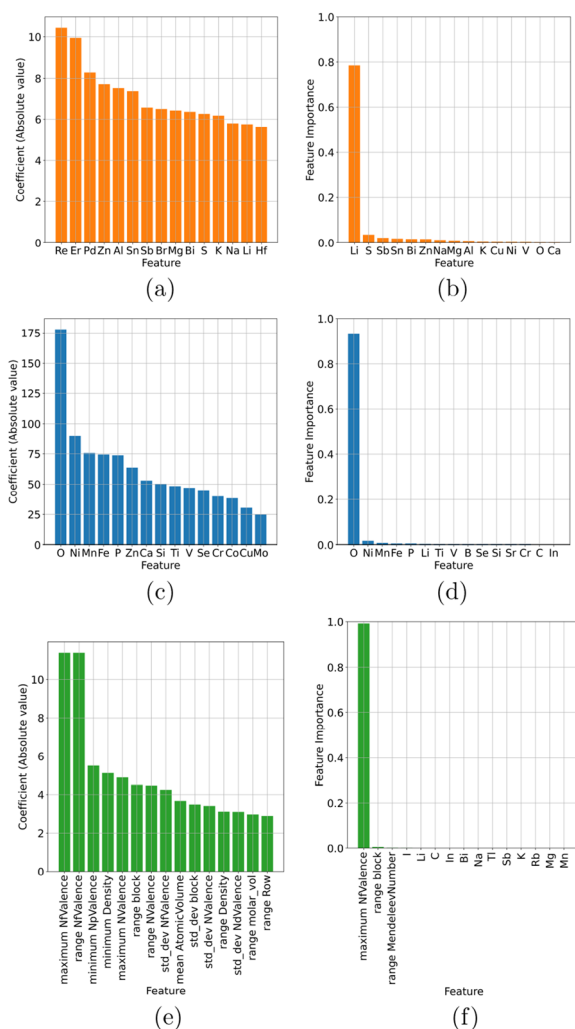 Coefficient (Absolute value)
10
8
6
4
2
0
Re Er Pd Zn Al Sn Sb Br Mg Bi S K Na Li Hf
Feature
(a)
Feature Importance
1.0
0.8
0.6
0.4
0.2
0.0
Li S Sb Sn Bi Zn Na Mg Al K Cu Ni V O Ca
Feature
(b)
Coefficient (Absolute value)
175
150
125
100
75
50
25
O Ni Mn Fe P Zn Ca Si Ti V Se Cr Co Cu Mo
Feature
(c)
Feature Importance
1.0
0.8
0.6
0.4
0.2
0.0
O Ni Mn Fe P Li Ti V B Se Si Sr Cr C In
Feature
(d)
Coefficient (Absolute value)
10
8
6
4
2
0
maximum NfValence
range NfValence
minimum NpValence
minimum Density
maximum NValence
range block
range NValence
std_dev NfValence
mean AtomicVolume
std_dev block
std_dev NValence
range Density
std_dev NdValence
range molar_vol
range Row
Feature
(e)
Feature Importance
1.0
0.8
0.6
0.4
0.2
0.0
maximum NfValence
range block
range MendeleevNumber
I
Li
C
In
Bi
Na
Tl
Sb
K
Rb
Mg
Mn
Feature
(f)